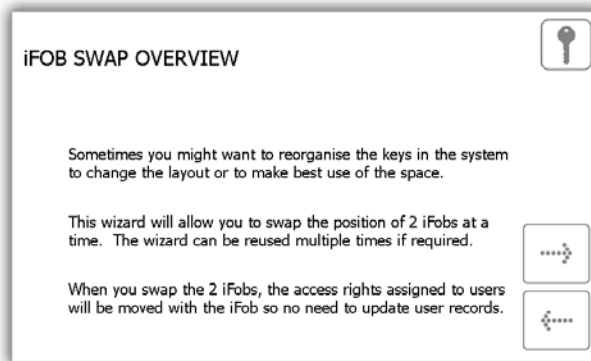 iFOB SWAP OVERVIEW
Sometimes you might want to reorganise the keys in the system
to change the layout or to make best use of the space.
This wizard will allow you to swap the position of 2 iFobs at a
time.  The wizard can be reused multiple times if required.
When you swap the 2 iFobs, the access rights assigned to users
will be moved with the iFob so no need to update user records.